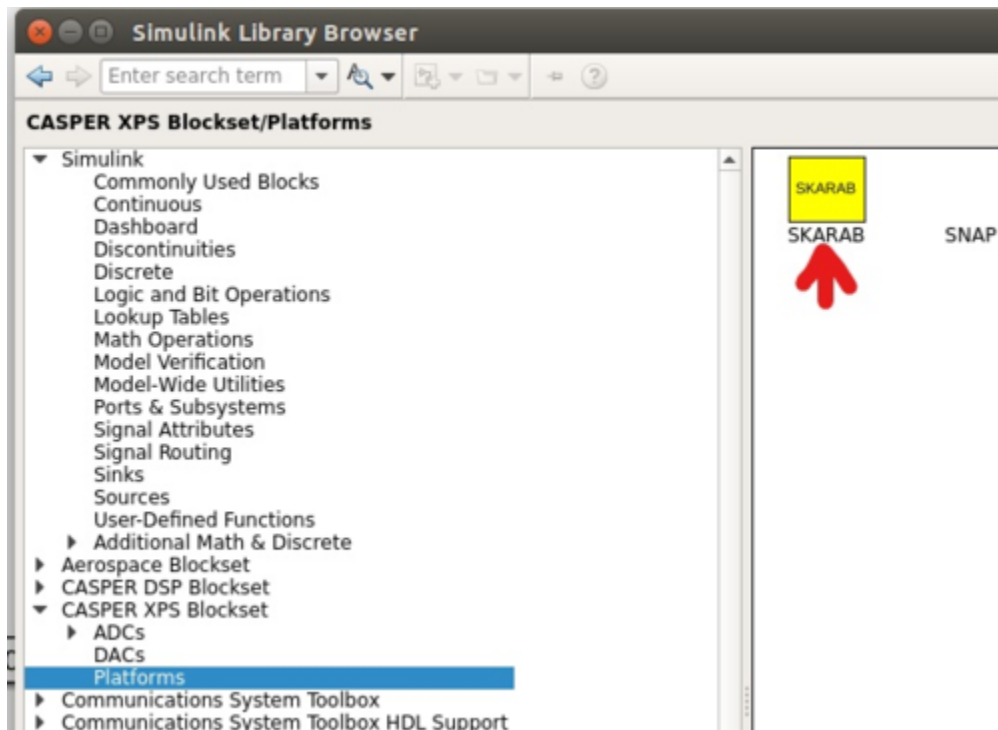 Simulink Library Browser
Enter search term
CASPER XPS Blockset/Platforms
Simulink
Commonly Used Blocks
Continuous
Dashboard
Discontinuities
Discrete
Logic and Bit Operations
Lookup Tables
Math Operations
Model Verification
Model-Wide Utilities
Ports & Subsystems
Signal Attributes
Signal Routing
Sinks
Sources
User-Defined Functions
Additional Math & Discrete
Aerospace Blockset
CASPER DSP Blockset
CASPER XPS Blockset
ADCs
DACs
Platforms
Communications System Toolbox
Communications System Toolbox HDL Support
SKARAB
SKARAB
SNAP